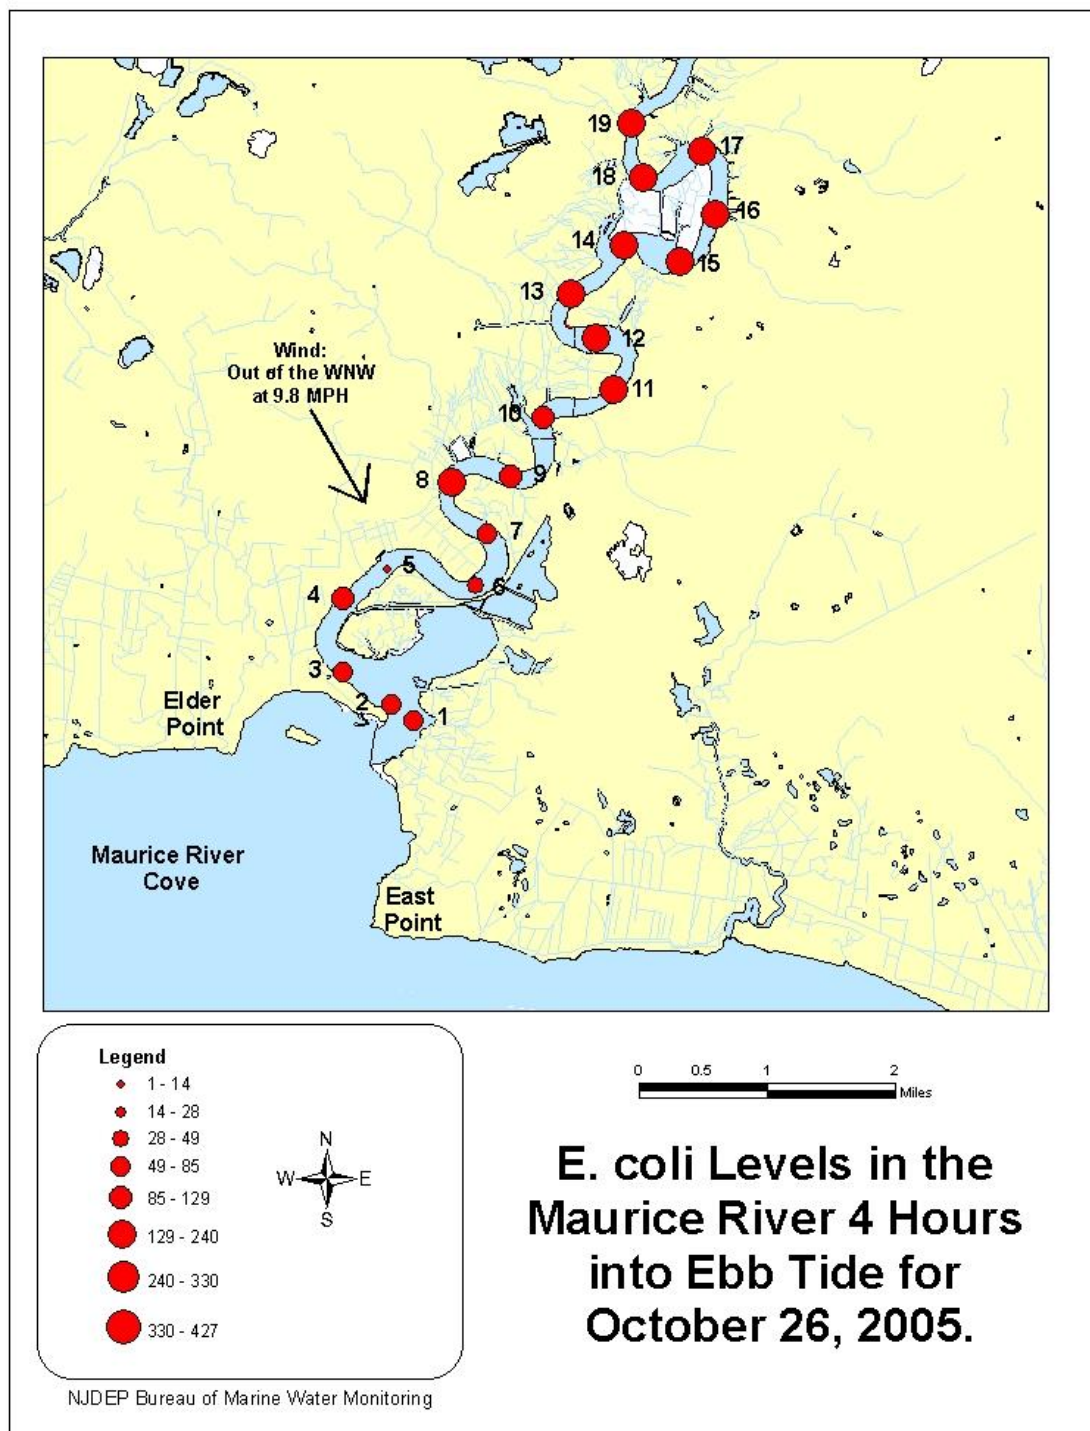 19
17
18
16
14
15
13
12
Wind:
Out of the WNW
at 9.8 MPH
11
10
8
9
7
5
6
4
3
Elder
Point
2
1
Maurice River
Cove
East
Point
Legend
1 - 14
14 - 28
28 - 49
49 - 85
85 - 129
129 - 240
240 - 330
330 - 427
N
W E
S
0 0.5 1 2
Miles
E. coli Levels in the
Maurice River 4 Hours
into Ebb Tide for
October 26, 2005.
NJDEP Bureau of Marine Water Monitoring